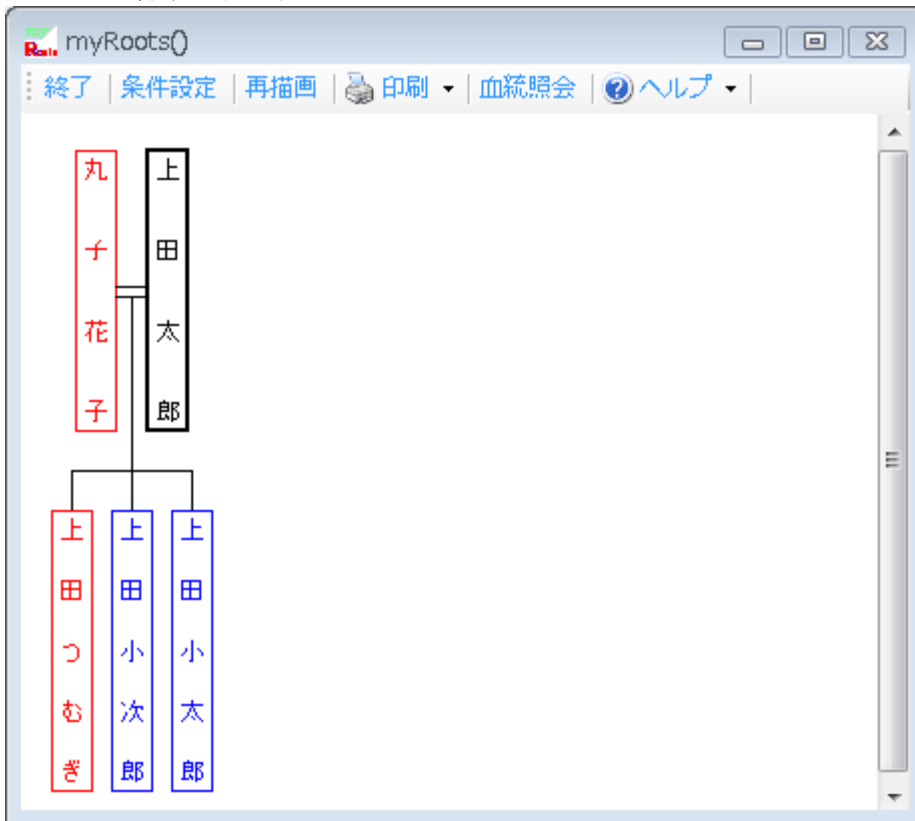 myRoots()
終了 条件設定 再描画 印刷 血統照会 ヘルプ
上田太郎
丸子花子
上田小太郎
上田小次郎
上田つむぎ